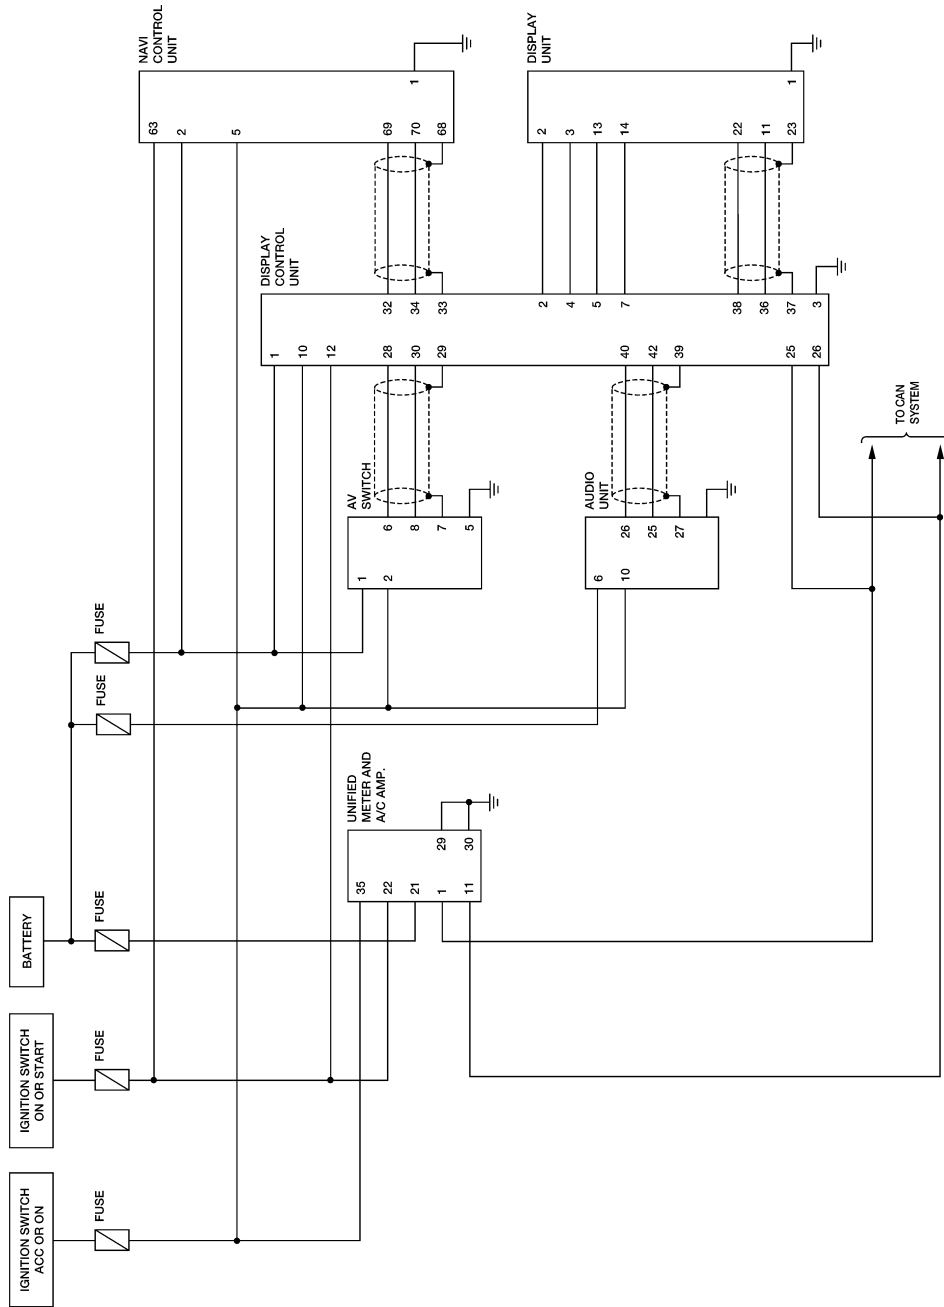 IGNITION SWITCH
ACC OR ON
IGNITION SWITCH
ON OR START
BATTERY
FUSE
FUSE
FUSE
FUSE
FUSE
NAVI
CONTROL
UNIT
63
2
5
69
70
68
1
DISPLAY
CONTROL
UNIT
1
10
12
28
30
29
40
42
39
25
26
32
34
33
2
4
5
7
38
36
37
3
UNIFIED
METER AND
A/C AMP.
35
22
21
1
11
29
30
AV
SWITCH
1
2
6
8
7
5
DISPLAY
UNIT
2
3
13
14
22
11
23
1
AUDIO
UNIT
6
10
26
25
27
TO CAN
SYSTEM